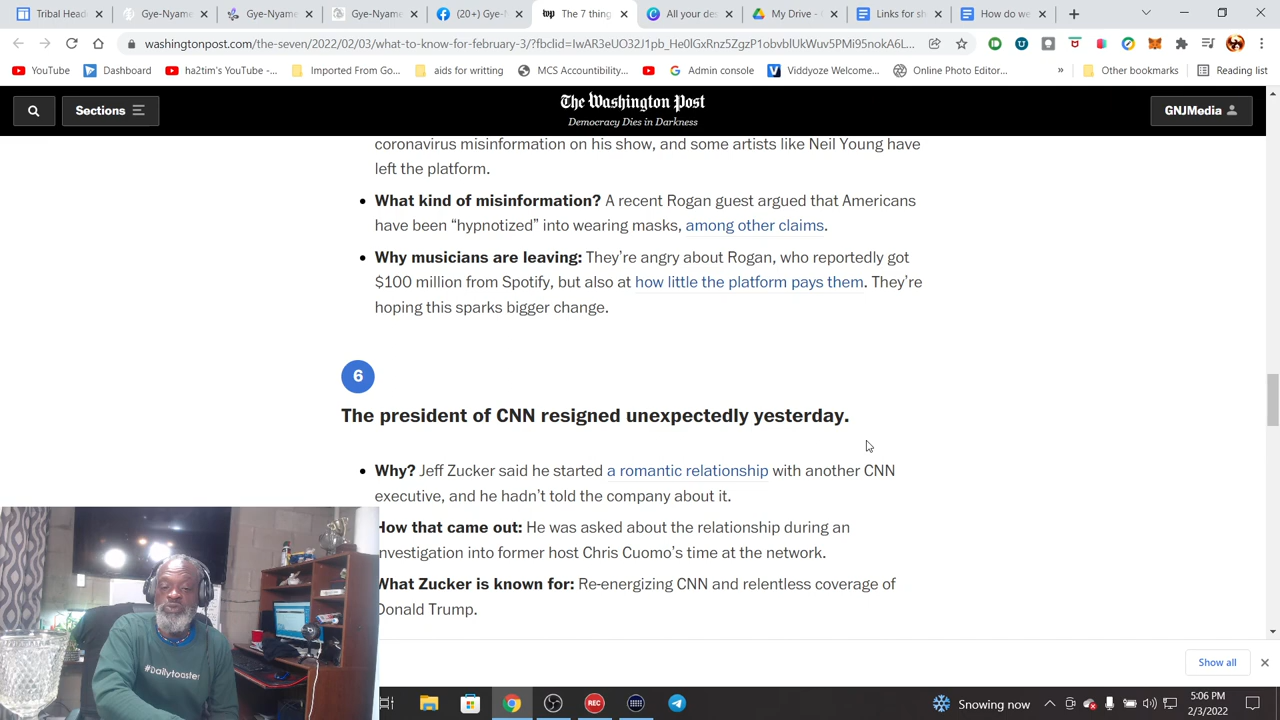 Tribal Head
Gye-Nyame
Gye-Nyame
Gye-Nyame
(20+) Gye-
The 7 thing
All your de
My Drive -
Links for sh
How do we
washingtonpost.com/the-seven/2022/02/03/what-to-know-for-february-3/?fbclid=IwAR3eUO32J1pb_He0lGxRnz5ZgzP1obvblUkWuv5PMi95nokA6L...
YouTube
Dashboard
ha2tim's YouTube -...
Imported From Go...
aids for writting
MCS Accountibility...
Admin console
Viddyoze Welcome...
Online Photo Editor...
»
Other bookmarks
Reading list
Sections
The Washington Post
Democracy Dies in Darkness
GNJMedia
coronavirus misinformation on his show, and some artists like Neil Young have
left the platform.
• What kind of misinformation? A recent Rogan guest argued that Americans
have been “hypnotized” into wearing masks, among other claims.
• Why musicians are leaving: They’re angry about Rogan, who reportedly got
$100 million from Spotify, but also at how little the platform pays them. They’re
hoping this sparks bigger change.
6
The president of CNN resigned unexpectedly yesterday.
• Why? Jeff Zucker said he started a romantic relationship with another CNN
executive, and he hadn’t told the company about it.
How that came out: He was asked about the relationship during an
investigation into former host Chris Cuomo’s time at the network.
What Zucker is known for: Re-energizing CNN and relentless coverage of
Donald Trump.
#Dailytoaster
Show all
REC
Snowing now
5:06 PM
2/3/2022